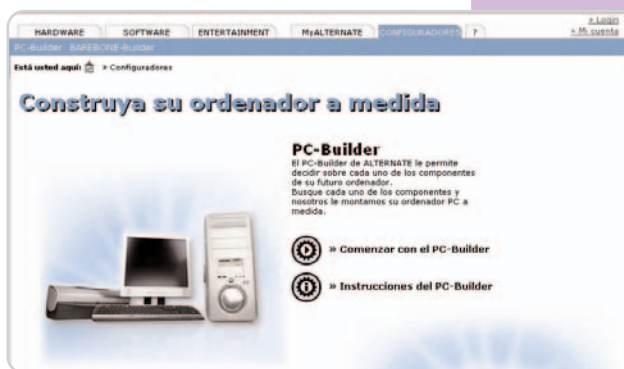 HARDWARE SOFTWARE ENTERTAINMENT MyALTERNATE CONFIGURADORES ?
» Login
» Mi cuenta
PC-Builder BAREBONE-Builder
Está usted aquí: » Configuradores
Construya su ordenador a medida
PC-Builder
El PC-Builder de ALTERNATE le permite
decidir sobre cada uno de los componentes
de su futuro ordenador.
Busque cada uno de los componentes y
nosotros le montamos su ordenador PC a
medida.
» Comenzar con el PC-Builder
» Instrucciones del PC-Builder